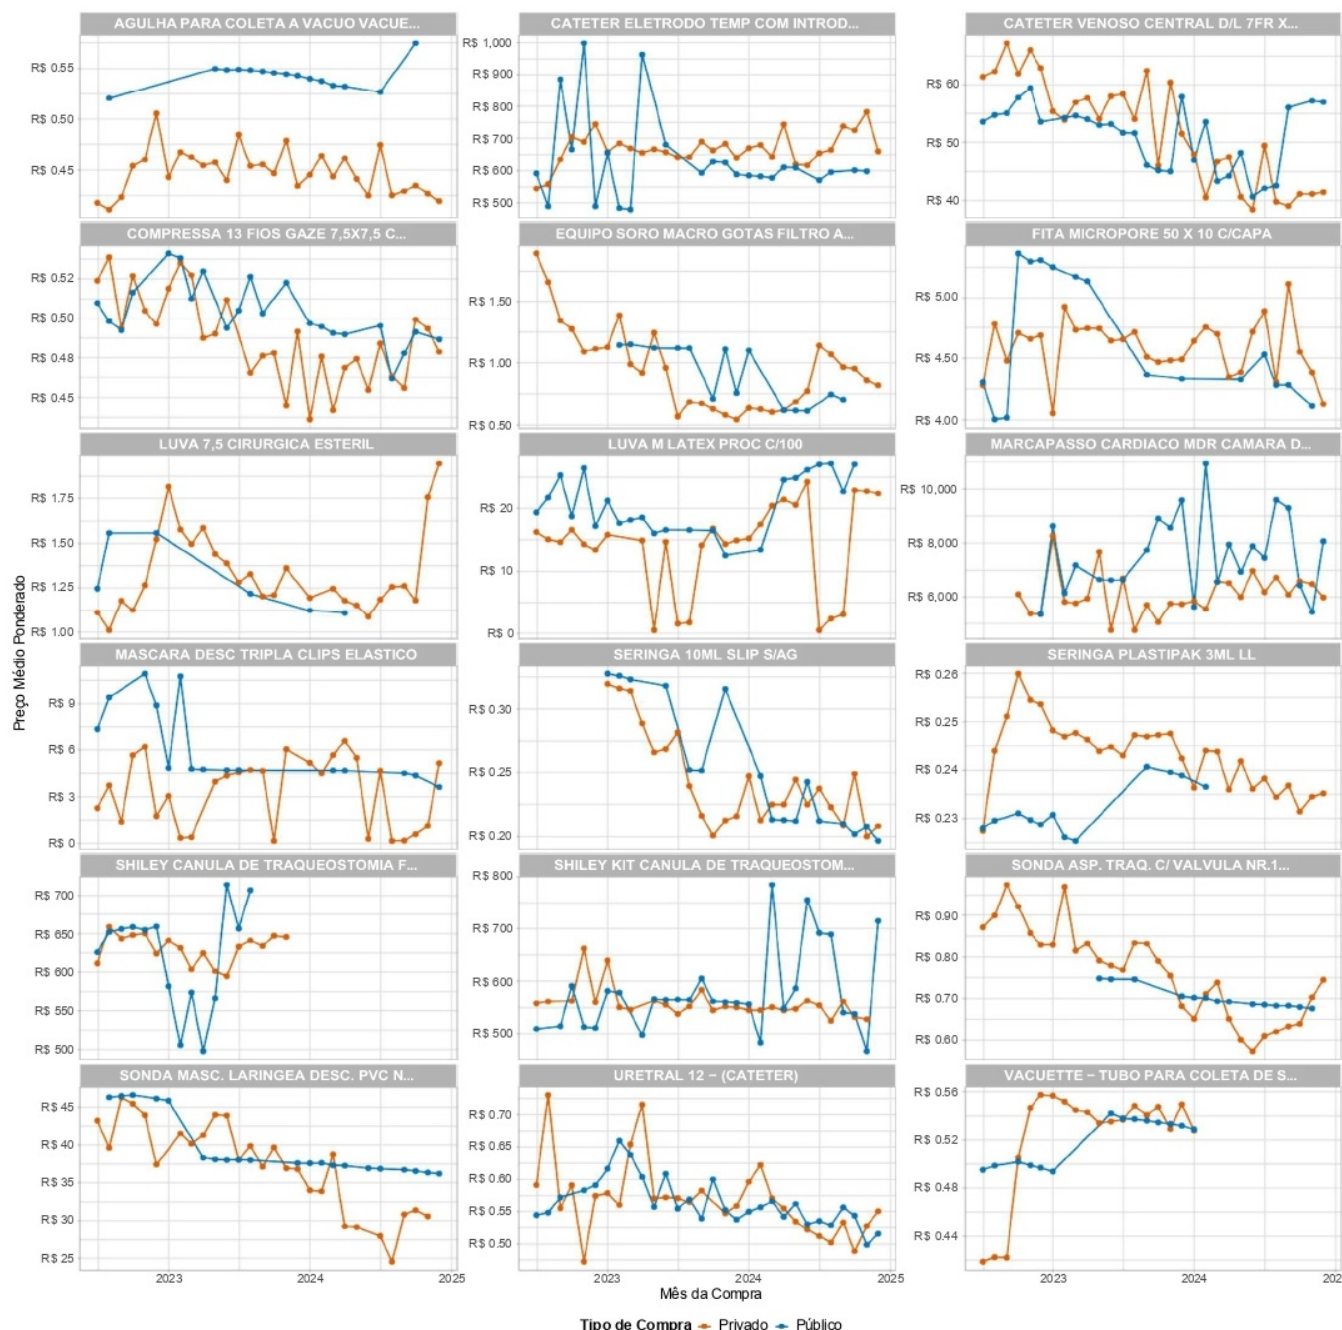 AGULHA PARA COLETA A VACUO VACUE...
R$ 0.55
R$ 0.50
R$ 0.45
CATETER ELETRODO TEMP COM INTROD...
R$ 1,000
R$ 900
R$ 800
R$ 700
R$ 600
R$ 500
CATETER VENOSO CENTRAL D/L 7FR X...
R$ 60
R$ 50
R$ 40
COMPRESSA 13 FIOS GAZE 7,5X7,5 C...
R$ 0.52
R$ 0.50
R$ 0.48
R$ 0.45
EQUIPO SORO MACRO GOTAS FILTRO A...
R$ 1.50
R$ 1.00
R$ 0.50
FITA MICROPORE 50 X 10 C/CAPA
R$ 5.00
R$ 4.50
R$ 4.00
LUVA 7,5 CIRURGICA ESTERIL
R$ 1.75
R$ 1.50
R$ 1.25
R$ 1.00
LUVA M LATEX PROC C/100
R$ 20
R$ 10
R$ 0
MARCAPASSO CARDIACO MDR CAMARA D...
R$ 10,000
R$ 8,000
R$ 6,000
MASCARA DESC TRIPLA CLIPS ELASTICO
R$ 9
R$ 6
R$ 3
R$ 0
SERINGA 10ML SLIP S/AG
R$ 0.30
R$ 0.25
R$ 0.20
SERINGA PLASTIPAK 3ML LL
R$ 0.26
R$ 0.25
R$ 0.24
R$ 0.23
SHILEY CANULA DE TRAQUEOSTOMIA F...
R$ 700
R$ 650
R$ 600
R$ 550
R$ 500
SHILEY KIT CANULA DE TRAQUEOSTOM...
R$ 800
R$ 700
R$ 600
R$ 500
SONDA ASP. TRAQ. C/ VALVULA NR.1...
R$ 0.90
R$ 0.80
R$ 0.70
R$ 0.60
SONDA MASC. LARINGEA DESC. PVC N...
R$ 45
R$ 40
R$ 35
R$ 30
R$ 25
2023 2024 2025
URETRAL 12 − (CATETER)
R$ 0.70
R$ 0.65
R$ 0.60
R$ 0.55
R$ 0.50
2023 2024 2025
VACUETTE − TUBO PARA COLETA DE S...
R$ 0.56
R$ 0.52
R$ 0.48
R$ 0.44
2023 2024 202
Preço Médio Ponderado
Mês da Compra
Tipo de Compra Privado Público